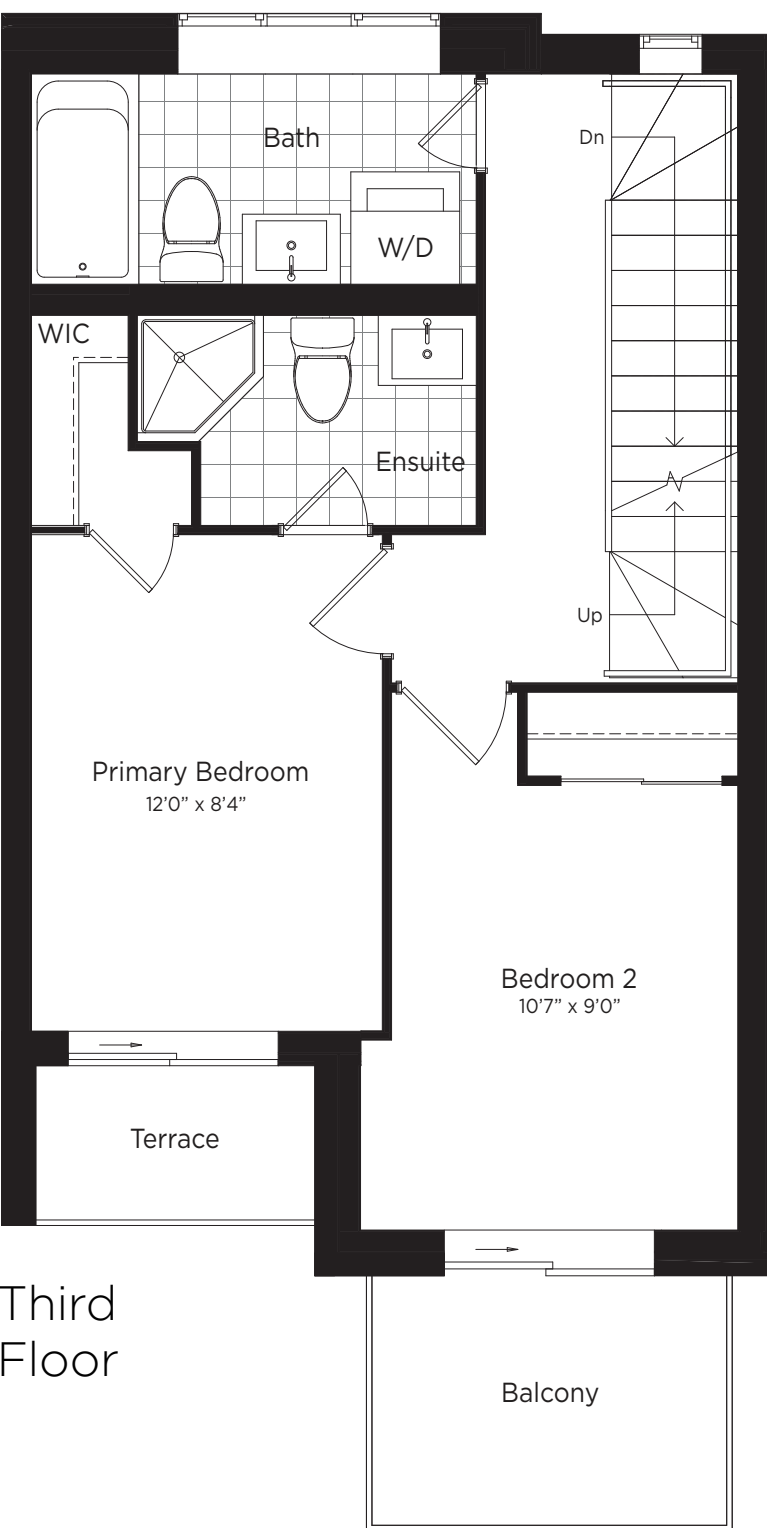 Bath
Dn
W/D
WIC
Ensuite
Up
Primary Bedroom
12’0” x 8’4”
Bedroom 2
10’7” x 9’0”
Terrace
Third
Floor
Balcony